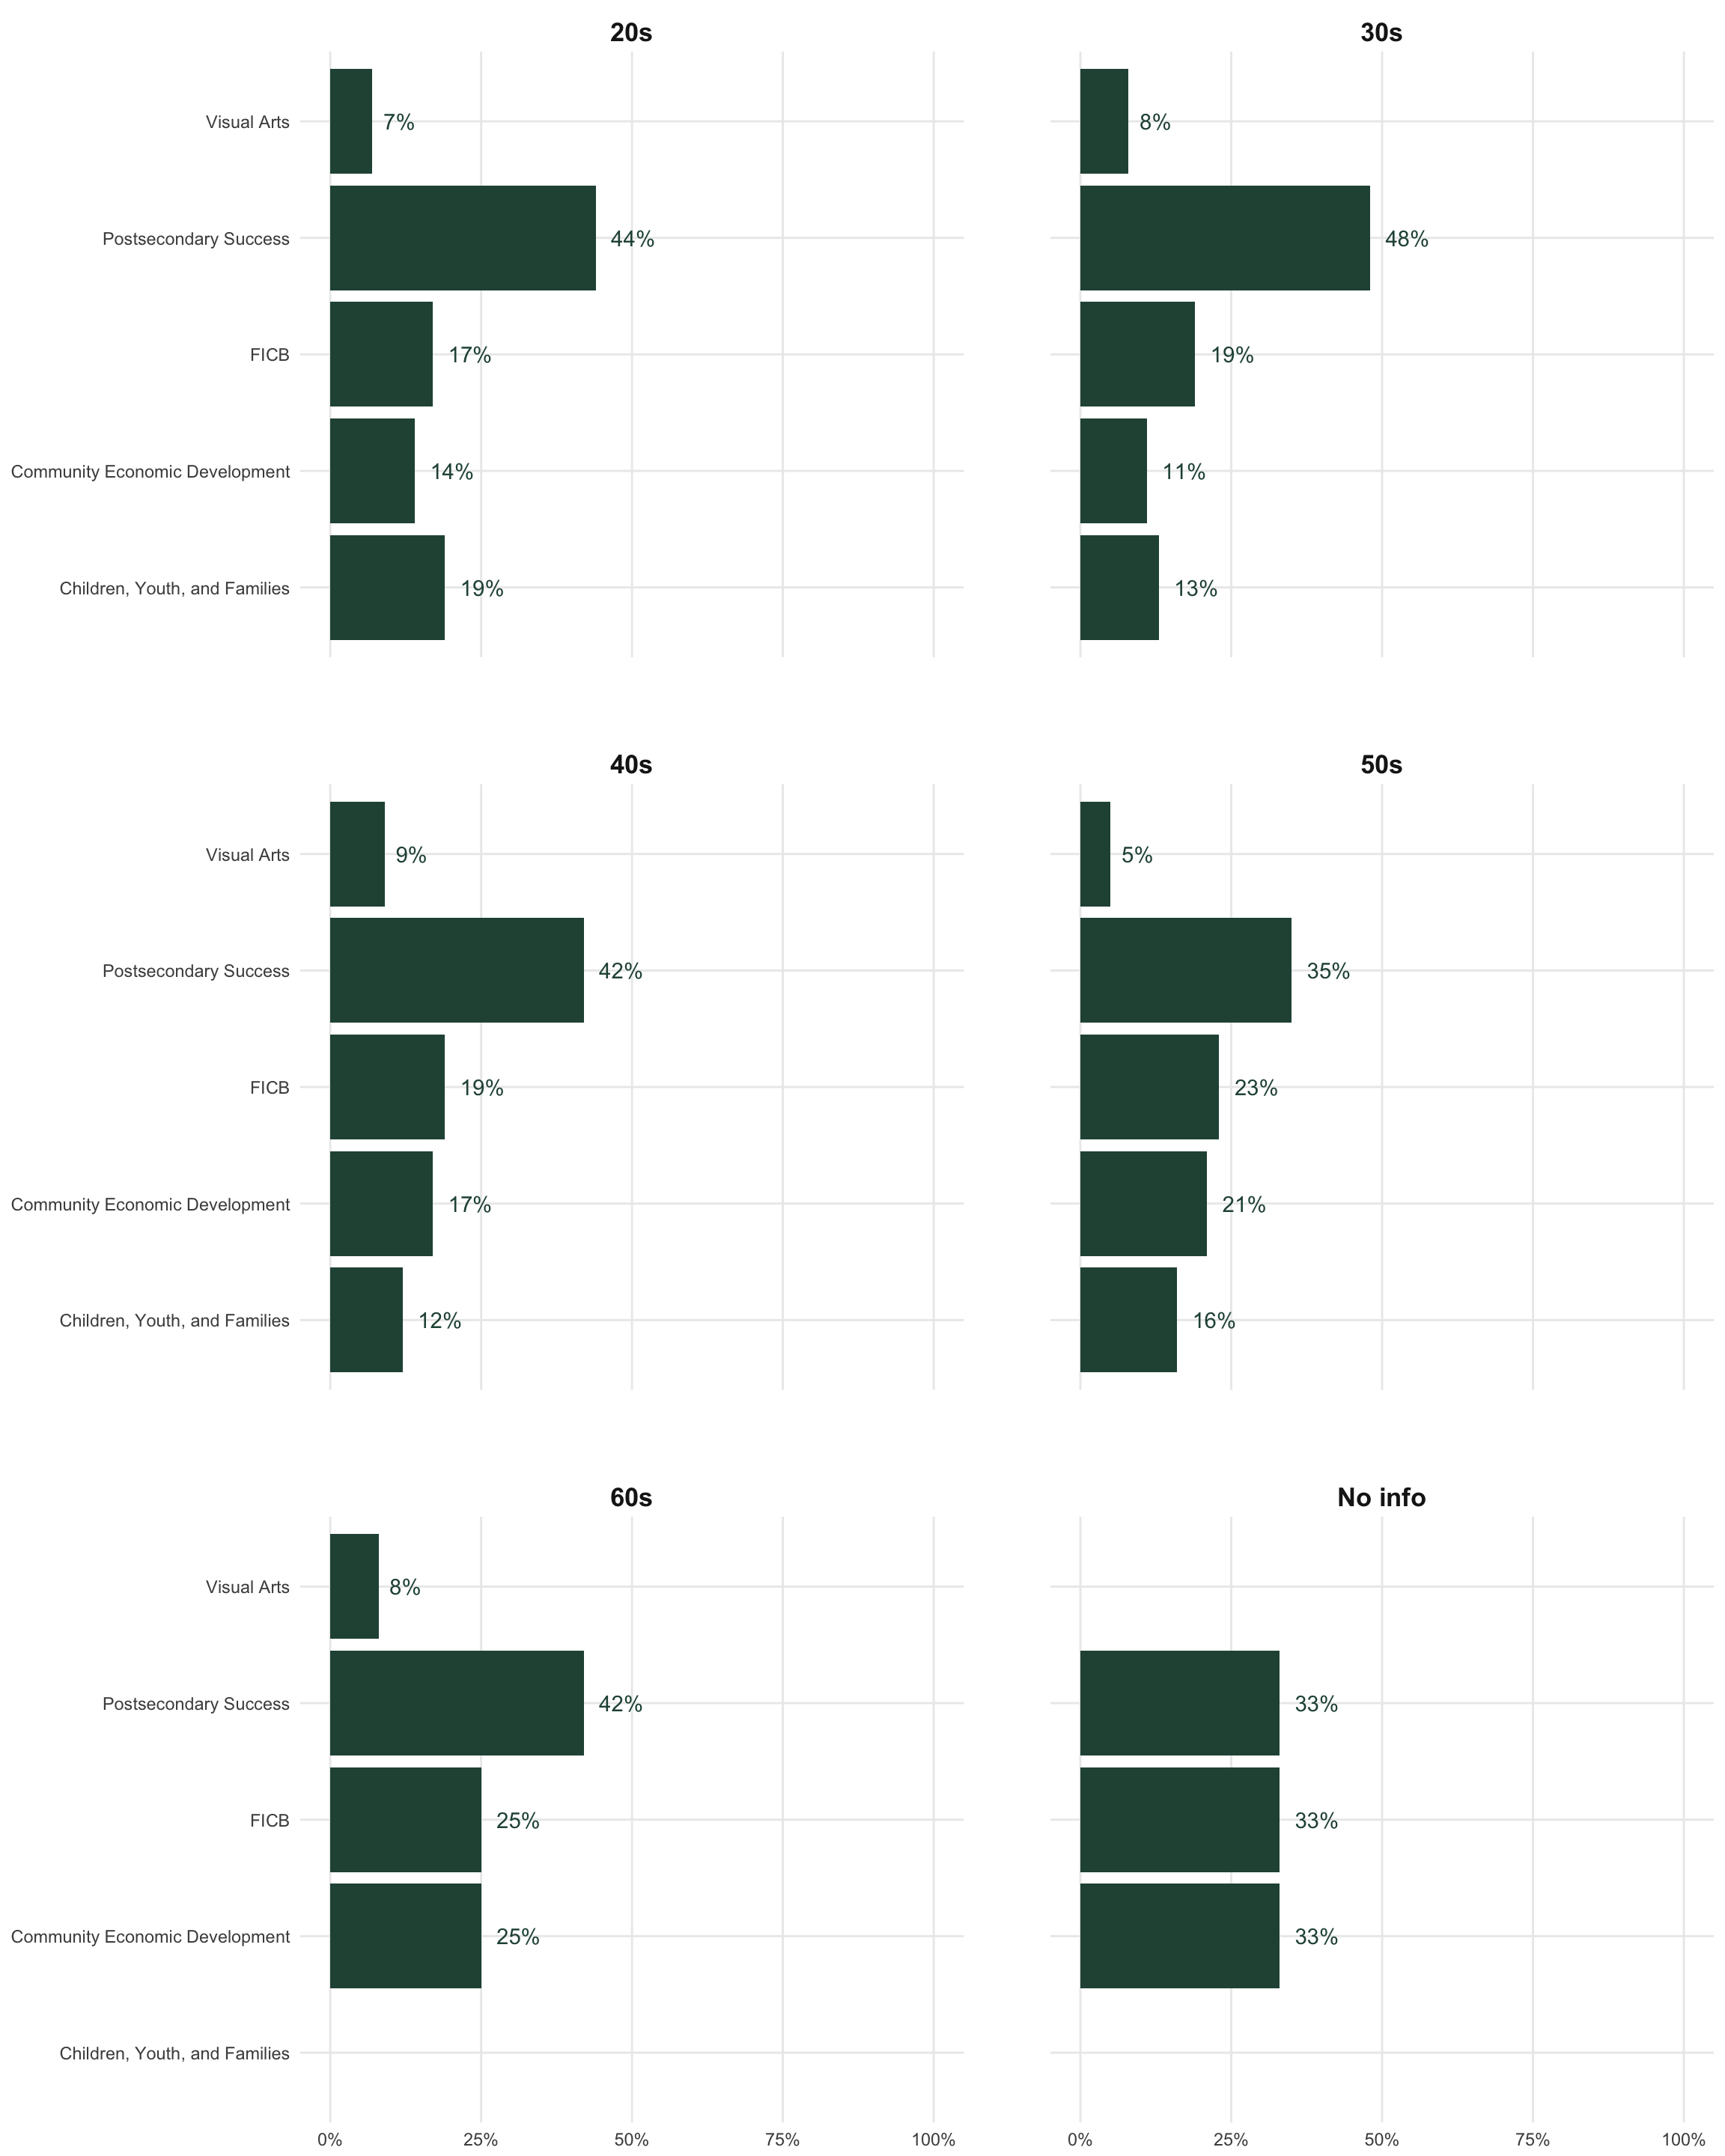 20s
30s
Visual Arts
7%
8%
Postsecondary Success
44%
48%
FICB
17%
19%
Community Economic Development
14%
11%
Children, Youth, and Families
19%
13%
40s
50s
Visual Arts
9%
5%
Postsecondary Success
42%
35%
FICB
19%
23%
Community Economic Development
17%
21%
Children, Youth, and Families
12%
16%
60s
No info
Visual Arts
8%
Postsecondary Success
42%
33%
FICB
25%
33%
Community Economic Development
25%
33%
Children, Youth, and Families
0% 25% 50% 75% 100%
0% 25% 50% 75% 100%